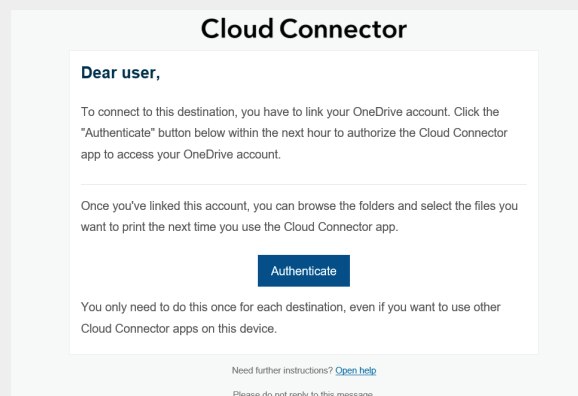 Cloud Connector
Dear user,
To connect to this destination, you have to link your OneDrive account. Click the
"Authenticate" button below within the next hour to authorize the Cloud Connector
app to access your OneDrive account.
Once you've linked this account, you can browse the folders and select the files you
want to print the next time you use the Cloud Connector app.
Authenticate
You only need to do this once for each destination, even if you want to use other
Cloud Connector apps on this device.
Need further instructions? Open help
Please do not reply to this message